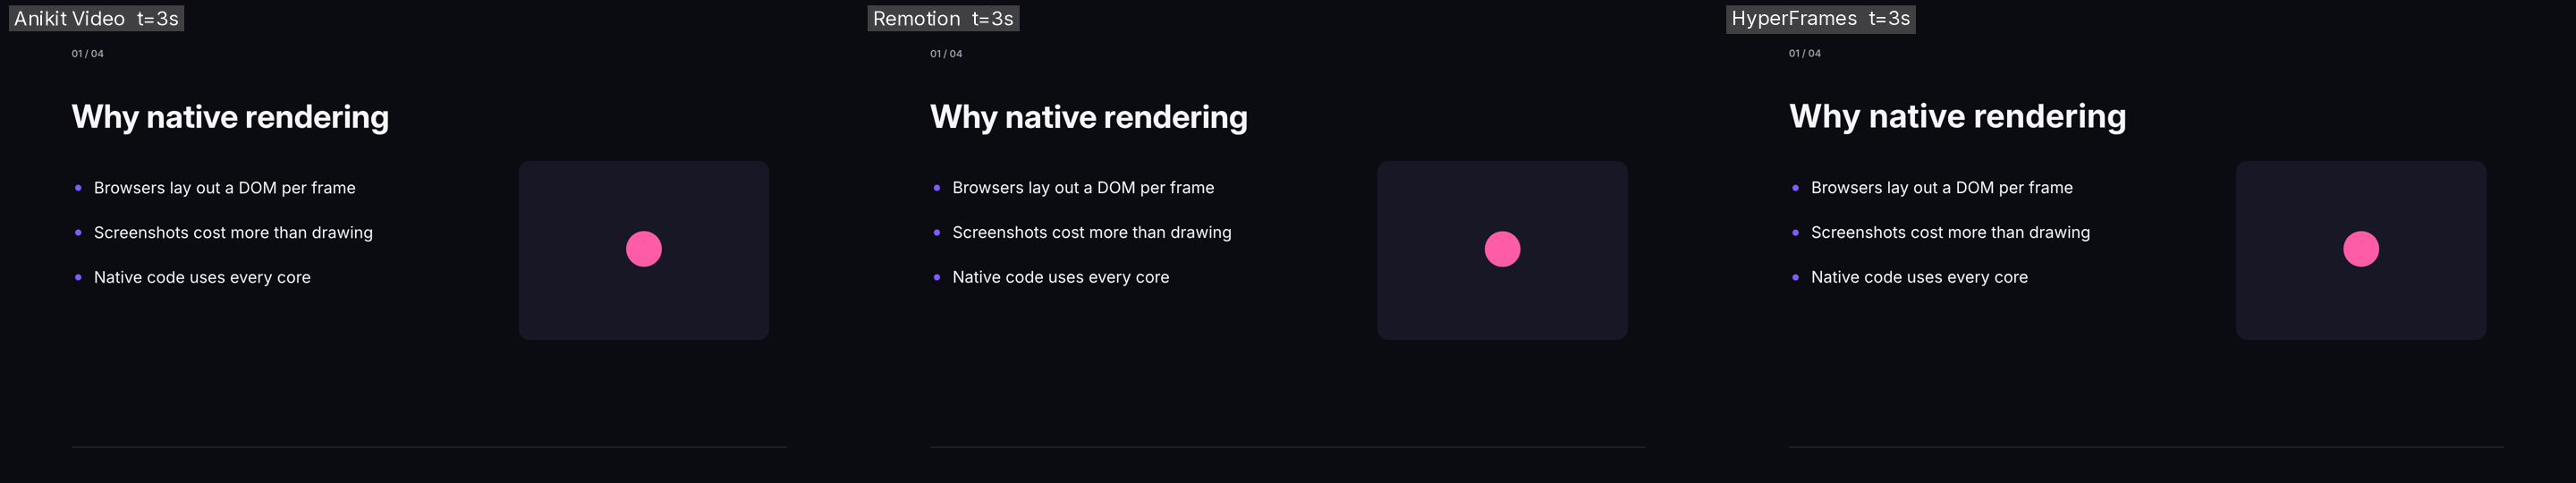 Anikit Video t=3s
01 / 04
Why native rendering
Browsers lay out a DOM per frame
Screenshots cost more than drawing
Native code uses every core
Remotion t=3s
01 / 04
Why native rendering
Browsers lay out a DOM per frame
Screenshots cost more than drawing
Native code uses every core
HyperFrames t=3s
01 / 04
Why native rendering
Browsers lay out a DOM per frame
Screenshots cost more than drawing
Native code uses every core